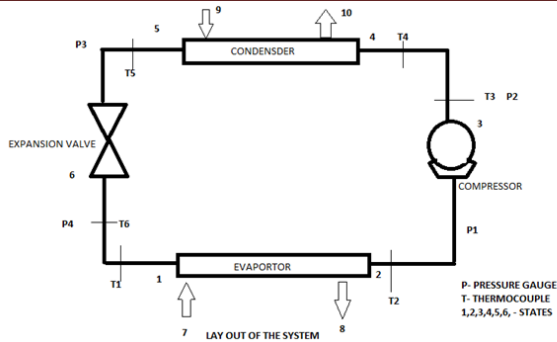 9
10
5
CONDENSDER
4
T4
P3
T5
T3 P2
3
EXPANSION VALVE
COMPRESSOR
6
P4
T6
P1
EVAPORTOR
T1
1
2
T2
P- PRESSURE GAUGE
T- THERMOCOUPLE
1,2,3,4,5,6, - STATES
7
8
LAY OUT OF THE SYSTEM